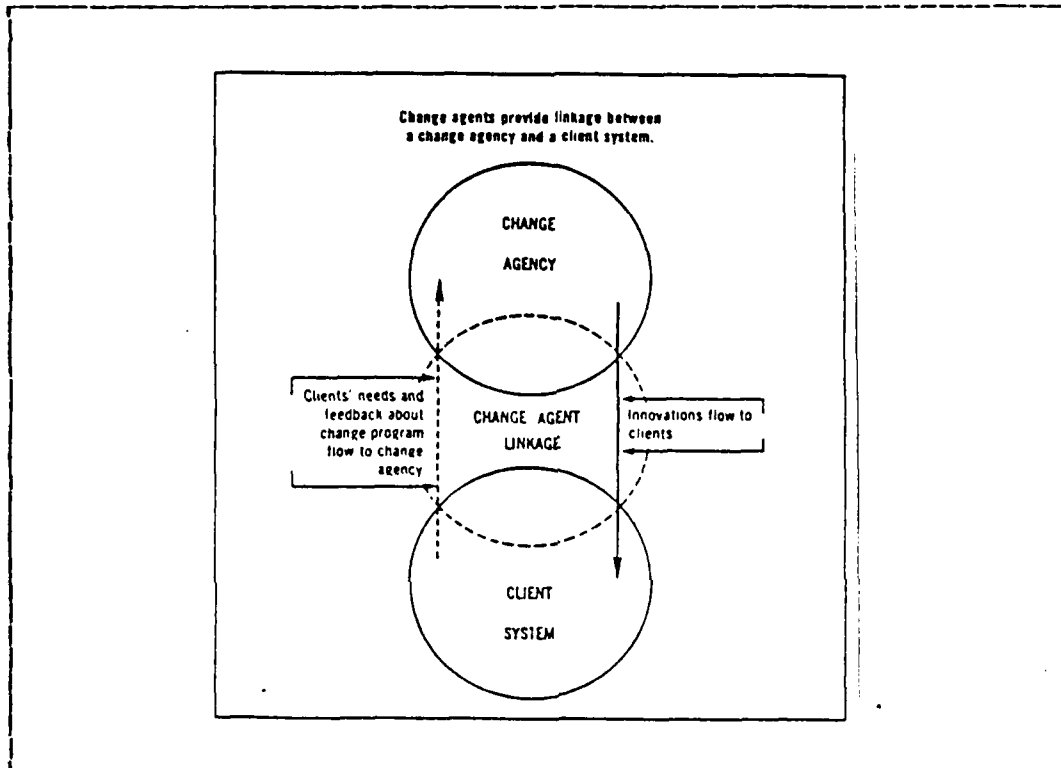 Change agents provide linkage between
a change agency and a client system.
CHANGE
AGENCY
Clients' needs and
feedback about
change program
flow to change
agency
CHANGE AGENT
LINKAGE
Innovations flow to
clients
CLIENT
SYSTEM